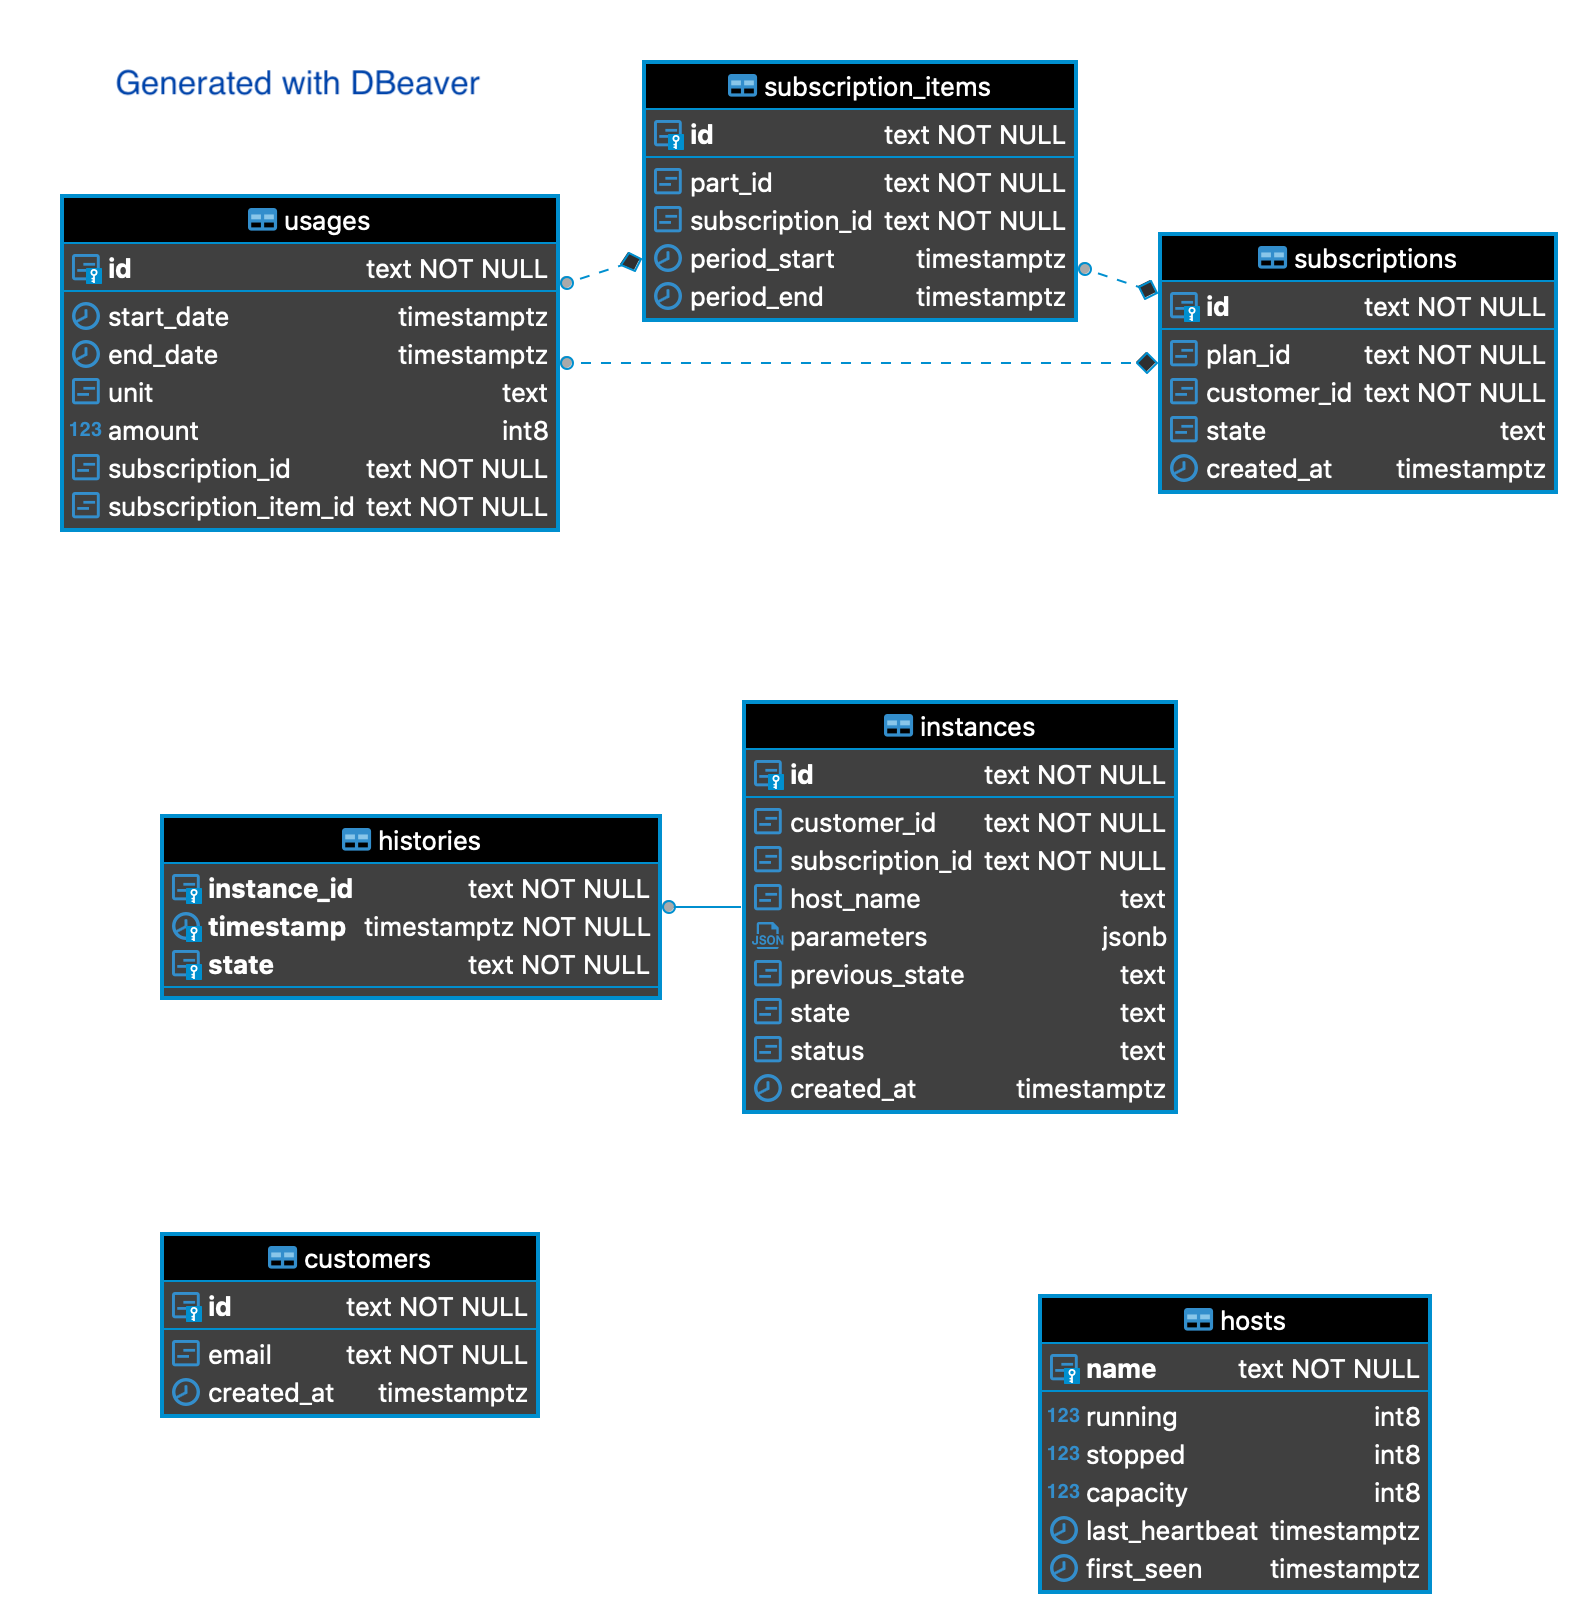 Generated with DBeaver
subscription_items
id text NOT NULL
part_id text NOT NULL
subscription_id text NOT NULL
period_start timestamptz
period_end timestamptz
usages
id text NOT NULL
start_date timestamptz
end_date timestamptz
unit text
123 amount int8
subscription_id text NOT NULL
subscription_item_id text NOT NULL
subscriptions
id text NOT NULL
plan_id text NOT NULL
customer_id text NOT NULL
state text
created_at timestamptz
instances
id text NOT NULL
customer_id text NOT NULL
subscription_id text NOT NULL
host_name text
JSON parameters jsonb
previous_state text
state text
status text
created_at timestamptz
histories
instance_id text NOT NULL
timestamp timestamptz NOT NULL
state text NOT NULL
customers
id text NOT NULL
email text NOT NULL
created_at timestamptz
hosts
name text NOT NULL
123 running int8
123 stopped int8
123 capacity int8
last_heartbeat timestamptz
first_seen timestamptz